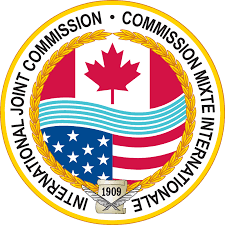 INTERNATIONAL JOINT COMMISSION • COMMISSION MIXTE INTERNATIONALE
1909